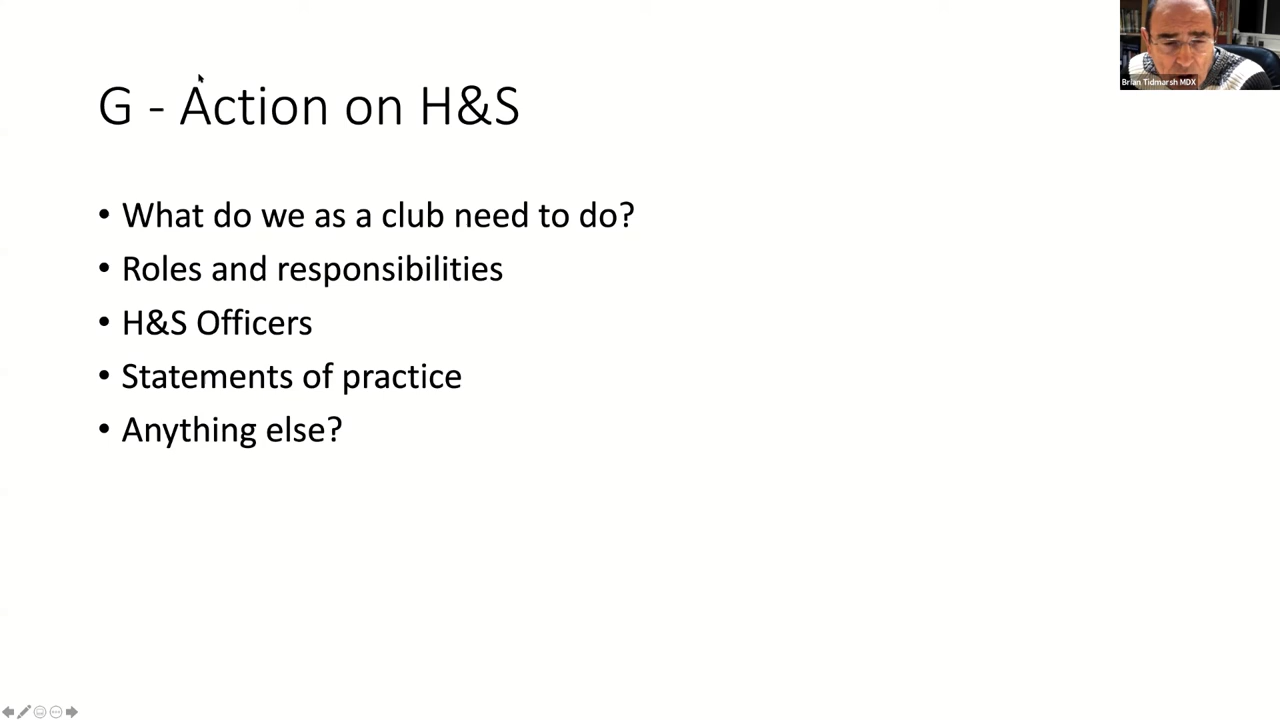 Brian Tidmarsh MDX
G - Action on H&S
• What do we as a club need to do?
• Roles and responsibilities
• H&S Officers
• Statements of practice
• Anything else?